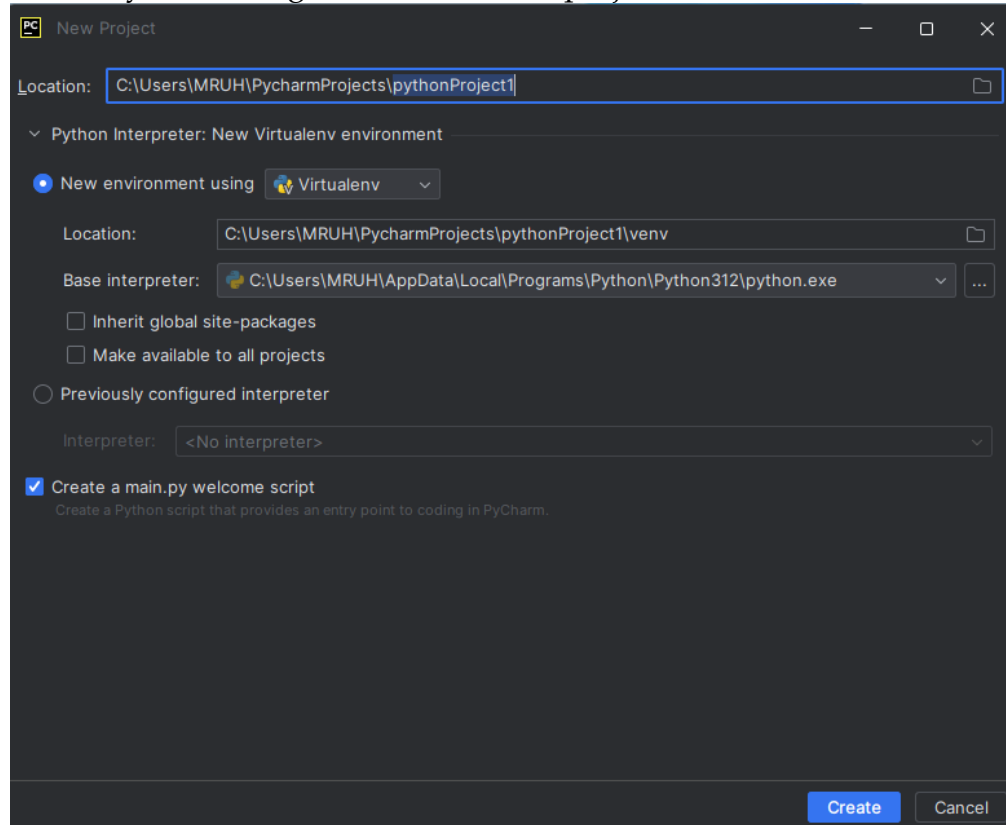 PC New Project
Location: C:\Users\MRUH\PycharmProjects\pythonProject1
Python Interpreter: New Virtualenv environment
New environment using Virtualenv
Location: C:\Users\MRUH\PycharmProjects\pythonProject1\venv
Base interpreter: C:\Users\MRUH\AppData\Local\Programs\Python\Python312\python.exe ...
Inherit global site-packages
Make available to all projects
Previously configured interpreter
Interpreter: <No interpreter>
Create a main.py welcome script
Create a Python script that provides an entry point to coding in PyCharm.
Create Cancel